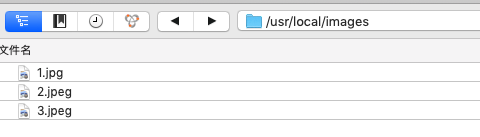 /usr/local/images
文件名
1.jpg
2.jpeg
3.jpeg